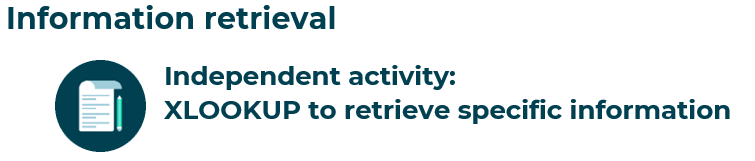 Information retrieval
Independent activity:
XLOOKUP to retrieve specific information